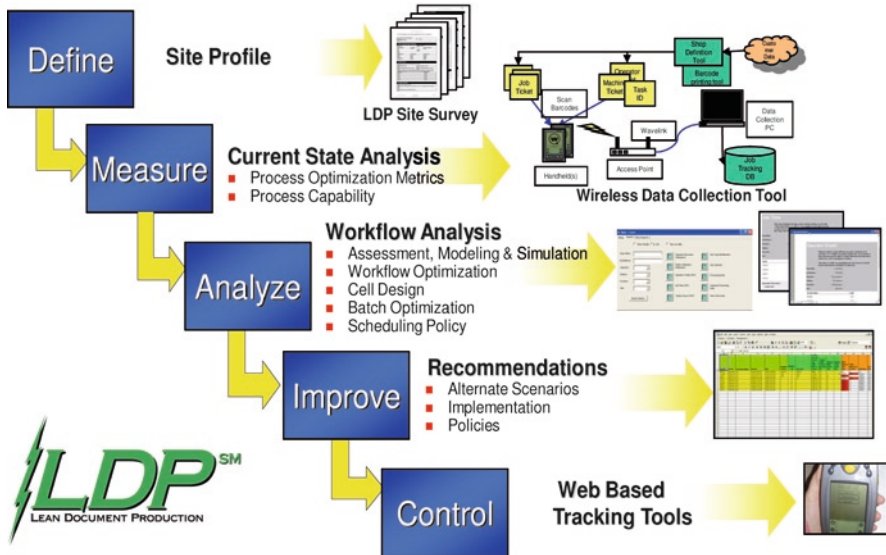 Define
Site Profile
LDP Site Survey
Job
Ticket
Operator
Machine
Ticket
Task
ID
Shop
Definition
Tool
Barcode
printing tool
Data
Scan
Barcodes
Wavelink
Data
Collection
PC
Handheld(s)
Access Point
Job
Tracking
DB
Wireless Data Collection Tool
Measure
Current State Analysis
Process Optimization Metrics
Process Capability
Analyze
Workflow Analysis
Assessment, Modeling & Simulation
Workflow Optimization
Cell Design
Batch Optimization
Scheduling Policy
Improve
Recommendations
Alternate Scenarios
Implementation
Policies
Control
Web Based
Tracking Tools
LDP SM
LEAN DOCUMENT PRODUCTION